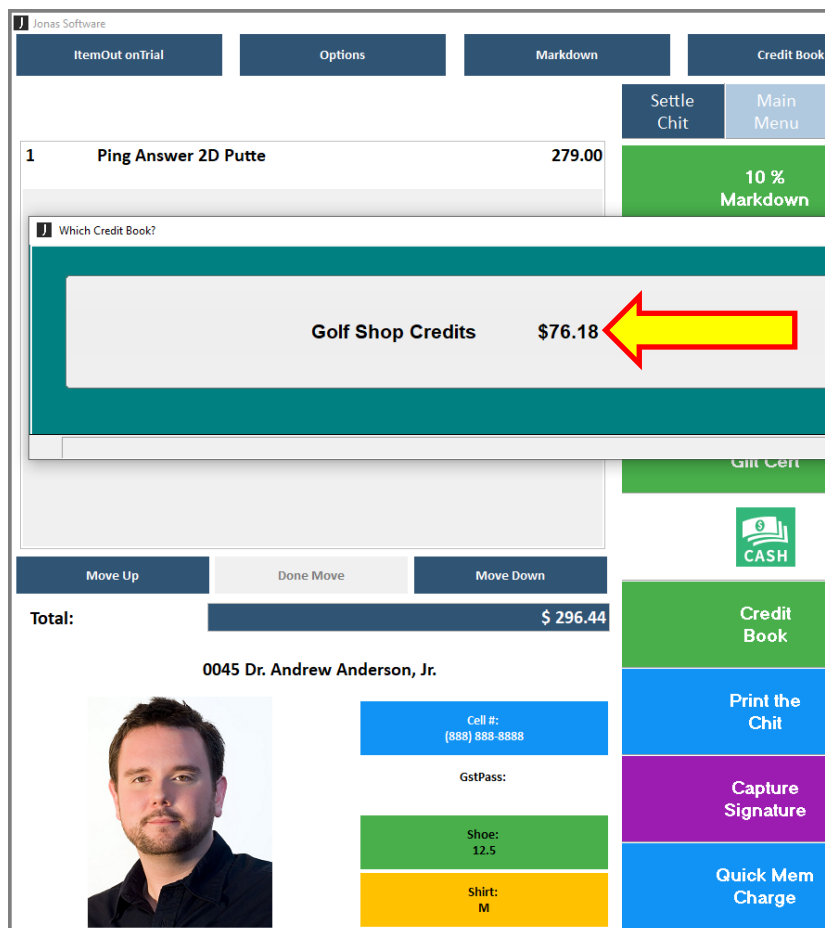 J Jonas Software
ItemOut onTrial Options Markdown Credit Book
Settle Chit
Main Menu
1 Ping Answer 2D Putte 279.00
10 %
Markdown
J Which Credit Book?
Golf Shop Credits $76.18
Gift Cert
$
CASH
Move Up Done Move Move Down
Total: $ 296.44
Credit
Book
0045 Dr. Andrew Anderson, Jr.
Print the
Chit
Cell #:
(888) 888-8888
GstPass:
Capture
Signature
Shoe:
12.5
Quick Mem
Charge
Shirt:
M